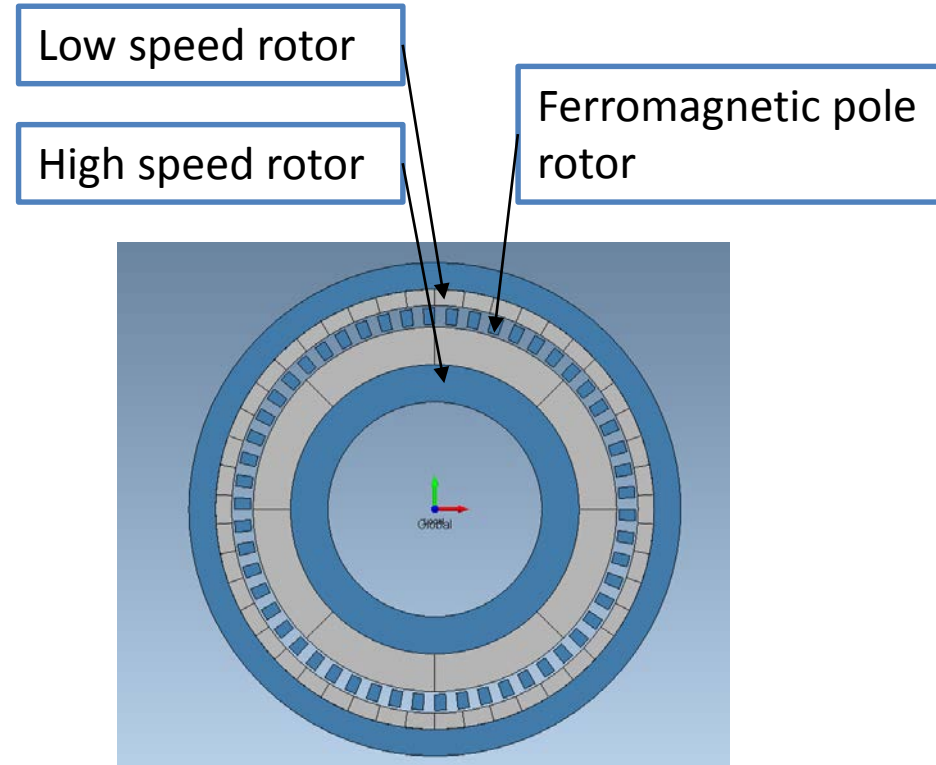 Low speed rotor
High speed rotor
Ferromagnetic pole
rotor
Global